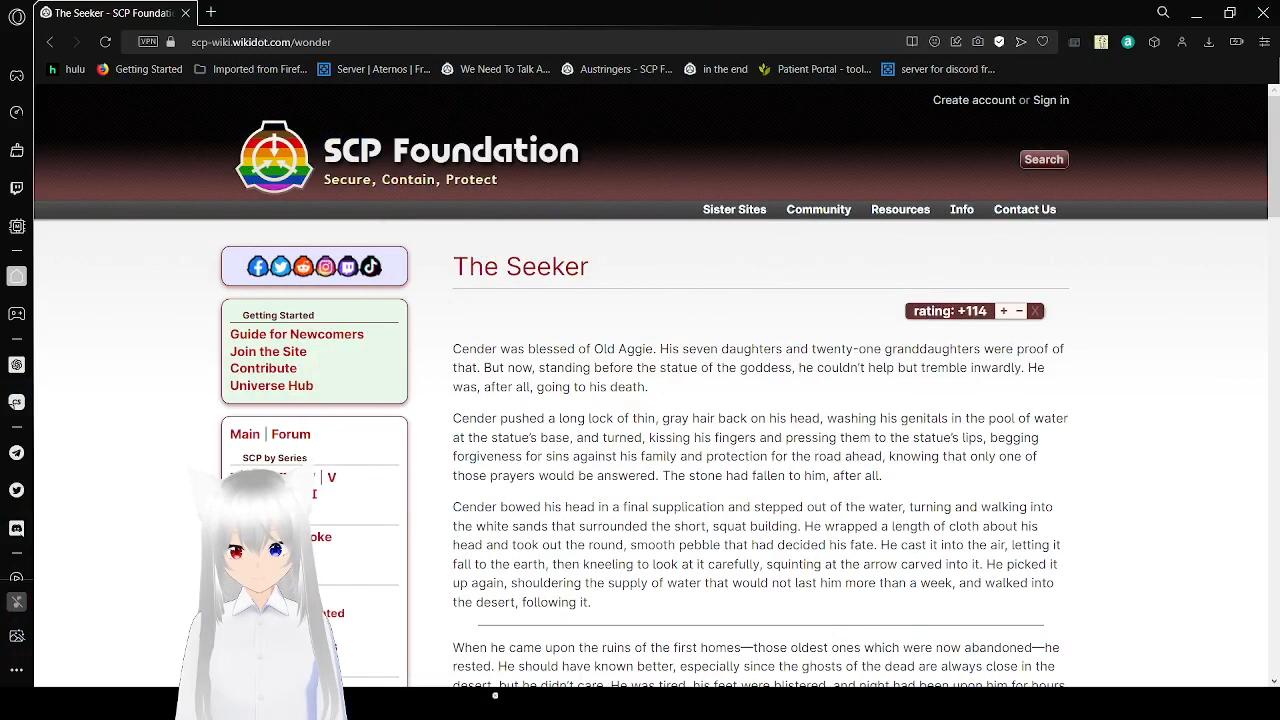 The Seeker - SCP Foundati
scp-wiki.wikidot.com/wonder
VPN
hulu
Getting Started
Imported from Firef...
Server | Aternos | Fr...
We Need To Talk A...
Austringers - SCP F...
in the end
Patient Portal - tool...
server for discord fr...
Create account or Sign in
SCP Foundation
Secure, Contain, Protect
Search
Sister Sites
Community
Resources
Info
Contact Us
Getting Started
Guide for Newcomers
Join the Site
Contribute
Universe Hub
Main | Forum
SCP by Series
| V
I
oke
ted
The Seeker
rating: +114 + – X
Cender was blessed of Old Aggie. His seven daughters and twenty-one granddaughters were proof of
that. But now, standing before the statue of the goddess, he couldn't help but tremble inwardly. He
was, after all, going to his death.
Cender pushed a long lock of thin, gray hair back on his head, washing his genitals in the pool of water
at the statue's base, and turned, kissing his fingers and pressing them to the statue's lips, begging
forgiveness for sins against his family and protection for the road ahead, knowing that only one of
those prayers would be answered. The stone had fallen to him, after all.
Cender bowed his head in a final supplication and stepped out of the water, turning and walking into
the white sands that surrounded the short, squat building. He wrapped a length of cloth about his
head and took out the round, smooth pebble that had decided his fate. He cast it into the air, letting it
fall to the earth, then kneeling to look at it carefully, squinting at the arrow carved into it. He picked it
up again, shouldering the supply of water that would not last him more than a week, and walked into
the desert, following it.
When he came upon the ruins of the first homes—those oldest ones which were now abandoned—he
rested. He should have known better, especially since the ghosts of the dead are always close in the
desert, but he didn't care. He was tired, his feet were blistered, and night had been upon him for hours